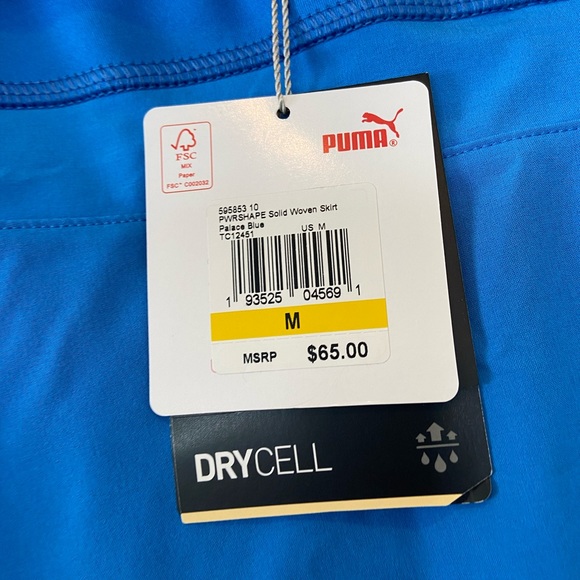 FSC
MIX
Paper
FSC™ C002032
PUMA®
595853 10
PWRSHAPE Solid Woven Skirt
Palace Blue
TC12451 US M
1 93525 04569 1
M
MSRP $65.00
DRYCELL